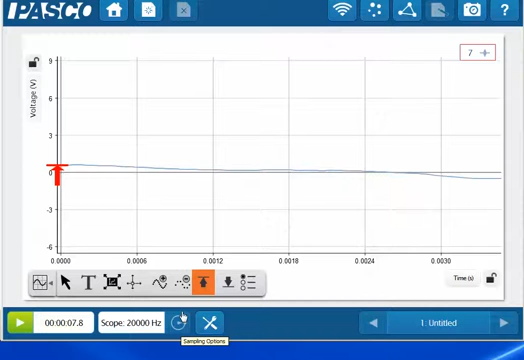 PASCO
?
7
Voltage (V)
9
6
3
0
-3
-6
0.0000 0.0006 0.0012 0.0018 0.0024 0.0030
T
Time (s)
00:00:07.8
Scope: 20000 Hz
1: Untitled
Sampling Options